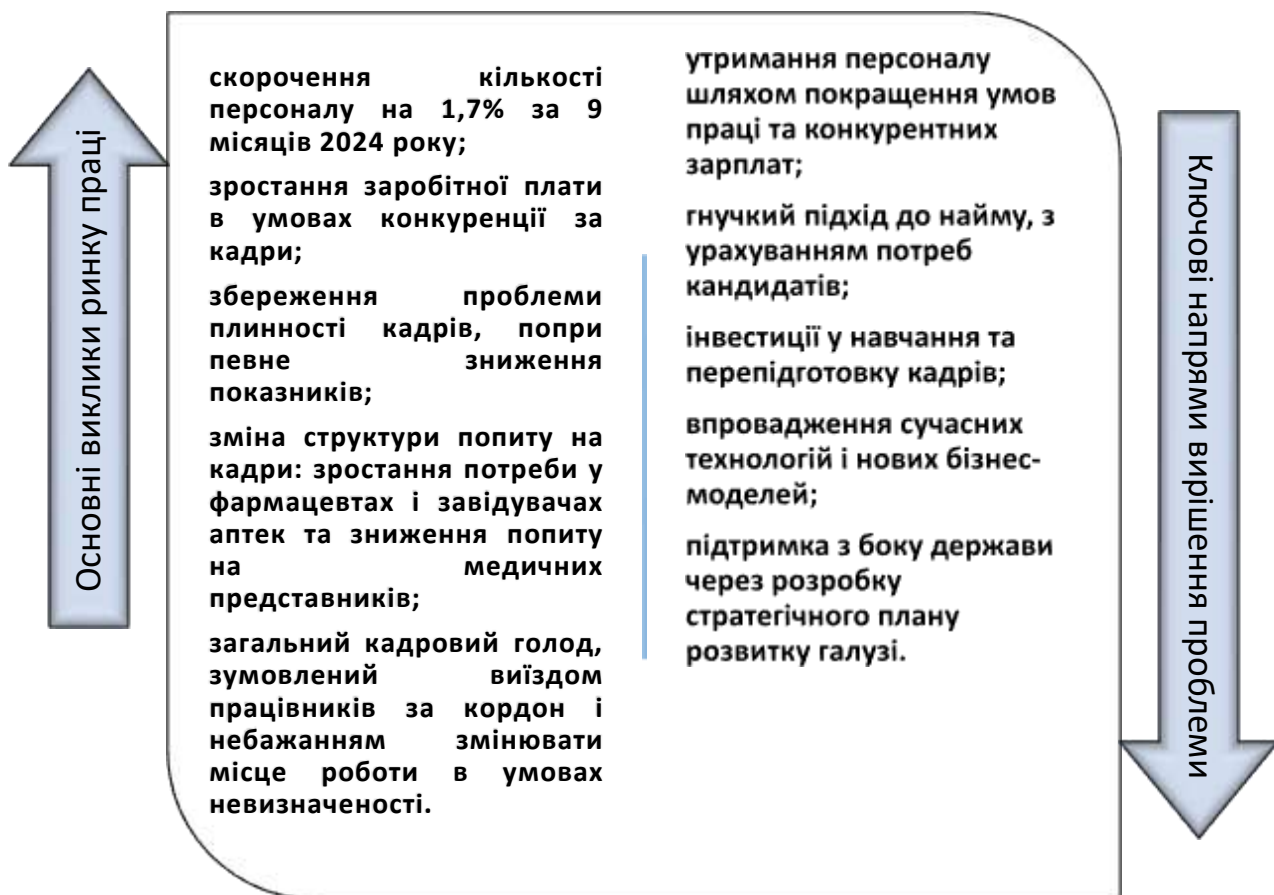 Основні виклики ринку праці
скорочення кількості
персоналу на 1,7% за 9
місяців 2024 року;
зростання заробітної плати
в умовах конкуренції за
кадри;
збереження проблеми
плинності кадрів, попри
певне зниження
показників;
зміна структури попиту на
кадри: зростання потреби у
фармацевтах і завідувачах
аптек та зниження попиту
на медичних
представників;
загальний кадровий голод,
зумовлений виїздом
працівників за кордон і
небажанням змінювати
місце роботи в умовах
невизначеності.
утримання персоналу
шляхом покращення умов
праці та конкурентних
зарплат;
гнучкий підхід до найму, з
урахуванням потреб
кандидатів;
інвестиції у навчання та
перепідготовку кадрів;
впровадження сучасних
технологій і нових бізнес-
моделей;
підтримка з боку держави
через розробку
стратегічного плану
розвитку галузі.
Ключові напрями вирішення проблеми